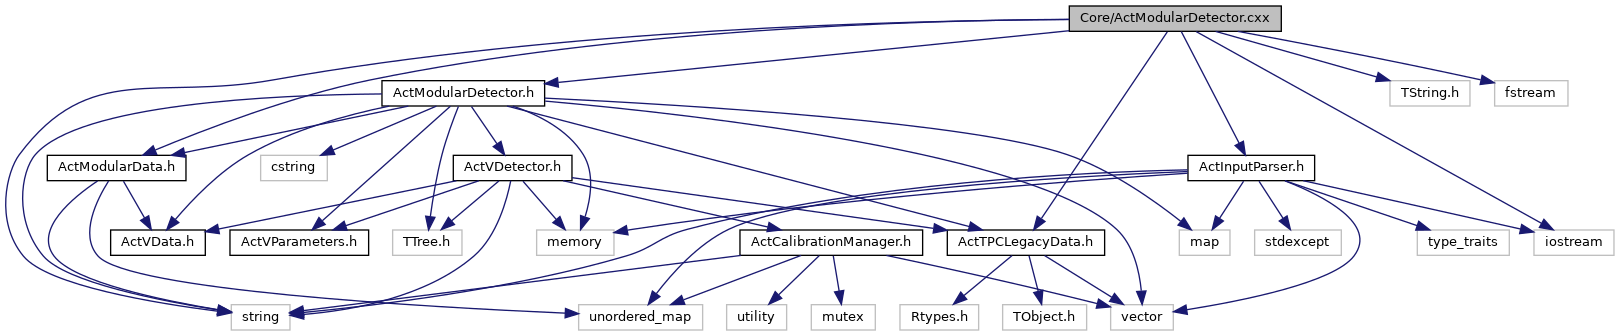 Core/ActModularDetector.cxx
ActModularDetector.h
TString.h
fstream
ActModularData.h
cstring
ActVDetector.h
ActInputParser.h
ActVData.h
ActVParameters.h
TTree.h
memory
ActCalibrationManager.h
ActTPCLegacyData.h
map
stdexcept
type_traits
iostream
string
unordered_map
utility
mutex
Rtypes.h
TObject.h
vector